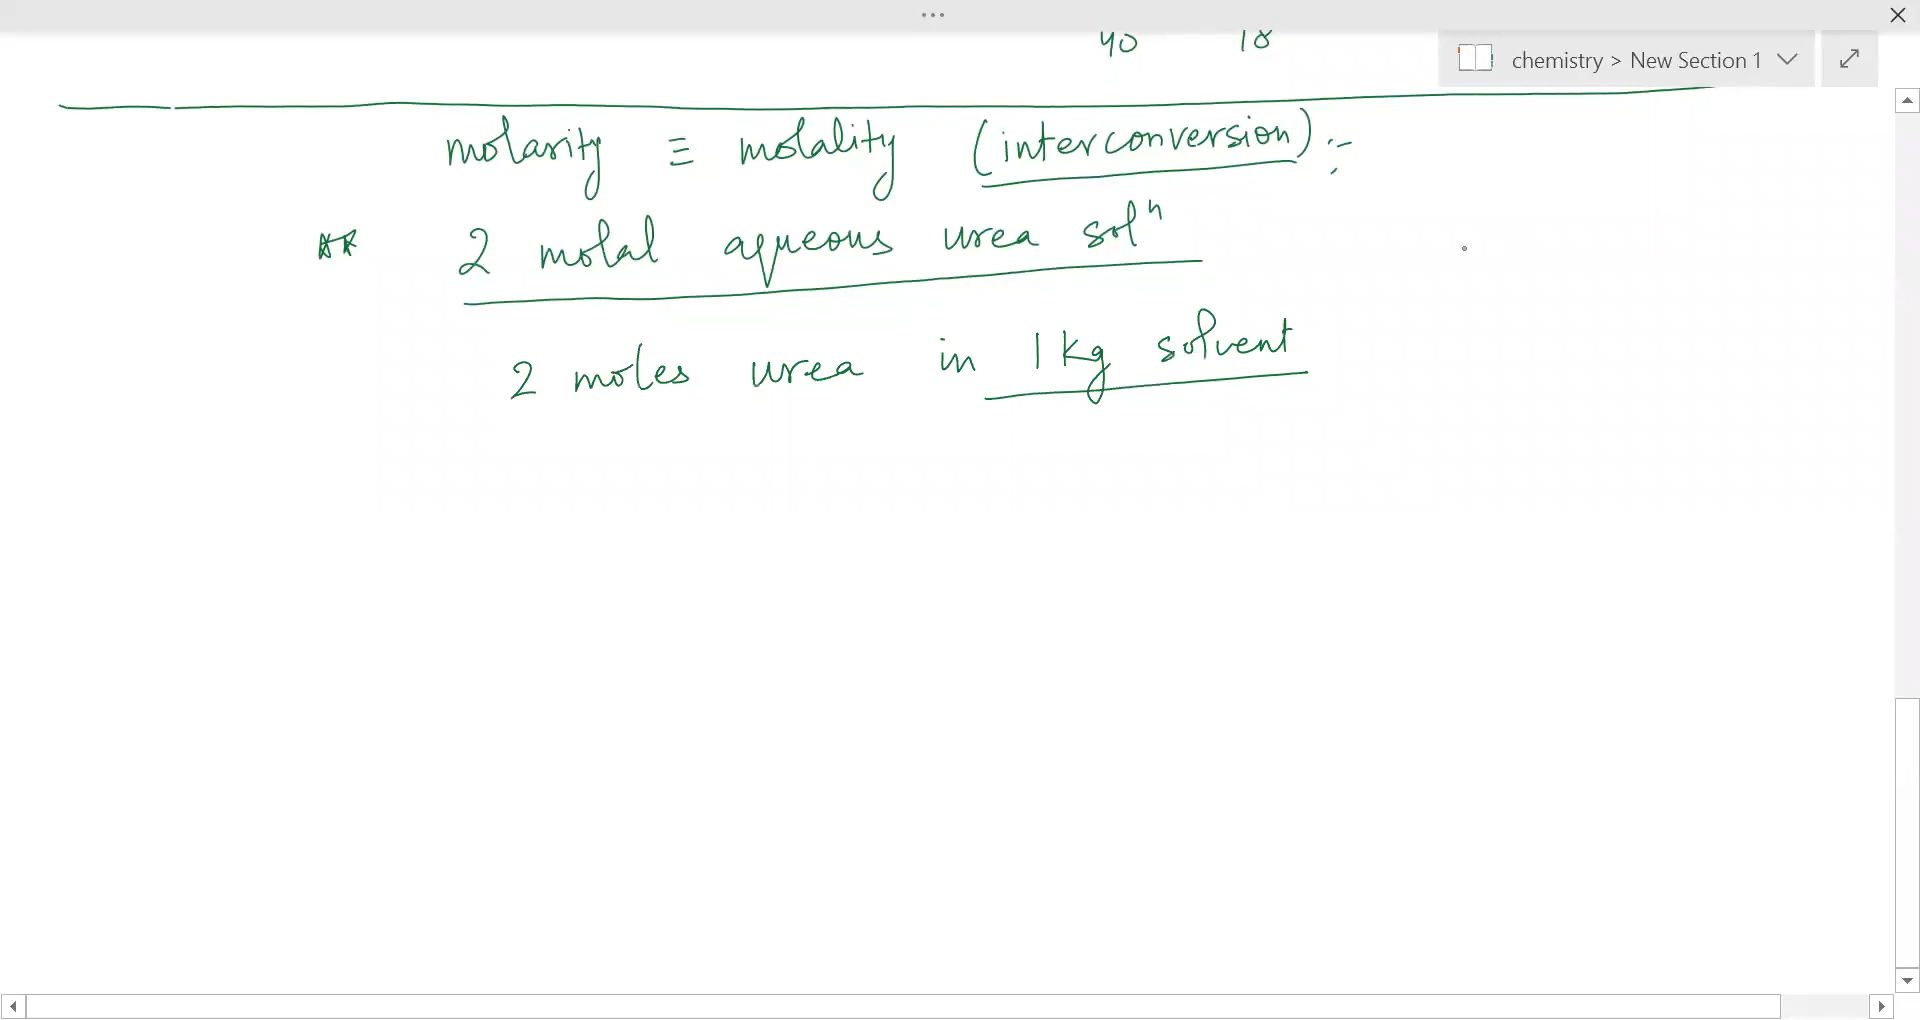 ...
40 18
chemistry > New Section 1
molarity ≡ molality (interconversion) :-
** 2 molal aqueous urea solⁿ
2 moles urea in 1 kg solvent